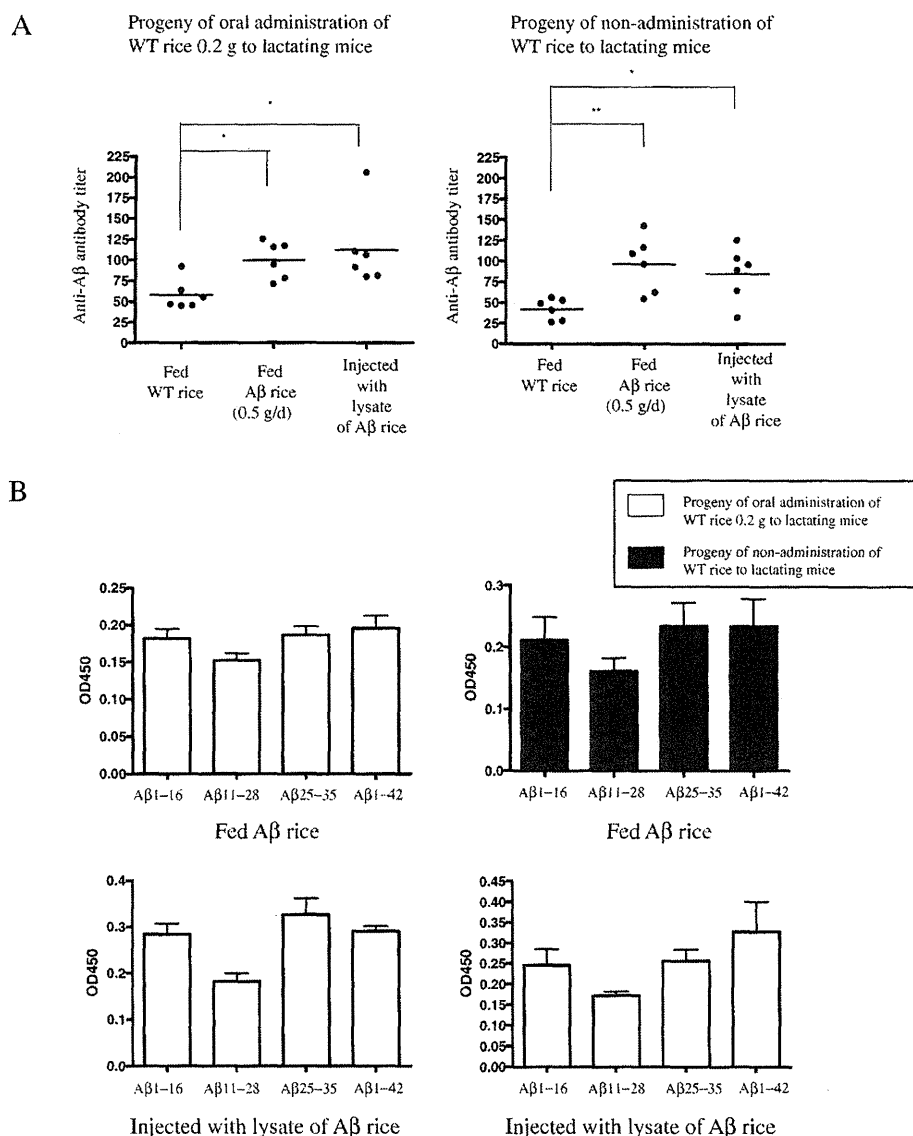 A
Progeny of oral administration of
WT rice 0.2 g to lactating mice
Progeny of non-administration of
WT rice to lactating mice
*
*
*
**
Anti-Aβ antibody titer
225
200
175
150
125
100
75
50
25
0
Fed
WT rice
Fed
Aβ rice
(0.5 g/d)
Injected
with
lysate
of Aβ rice
Anti-Aβ antibody titer
225
200
175
150
125
100
75
50
25
0
Fed
WT rice
Fed
Aβ rice
(0.5 g/d)
Injected
with
lysate
of Aβ rice
B
Progeny of oral administration of
WT rice 0.2 g to lactating mice
Progeny of non-administration of
WT rice to lactating mice
OD450
0.25
0.20
0.15
0.10
0.05
0.00
Aβ1–16 Aβ11–28 Aβ25–35 Aβ1–42
Fed Aβ rice
OD450
0.3
0.2
0.1
0.0
Aβ1–16 Aβ11–28 Aβ25–35 Aβ1–42
Fed Aβ rice
OD450
0.4
0.3
0.2
0.1
0.0
Aβ1–16 Aβ11–28 Aβ25–35 Aβ1–42
Injected with lysate of Aβ rice
OD450
0.45
0.40
0.35
0.30
0.25
0.20
0.15
0.10
0.05
0.00
Aβ1–16 Aβ11–28 Aβ25–35 Aβ1–42
Injected with lysate of Aβ rice